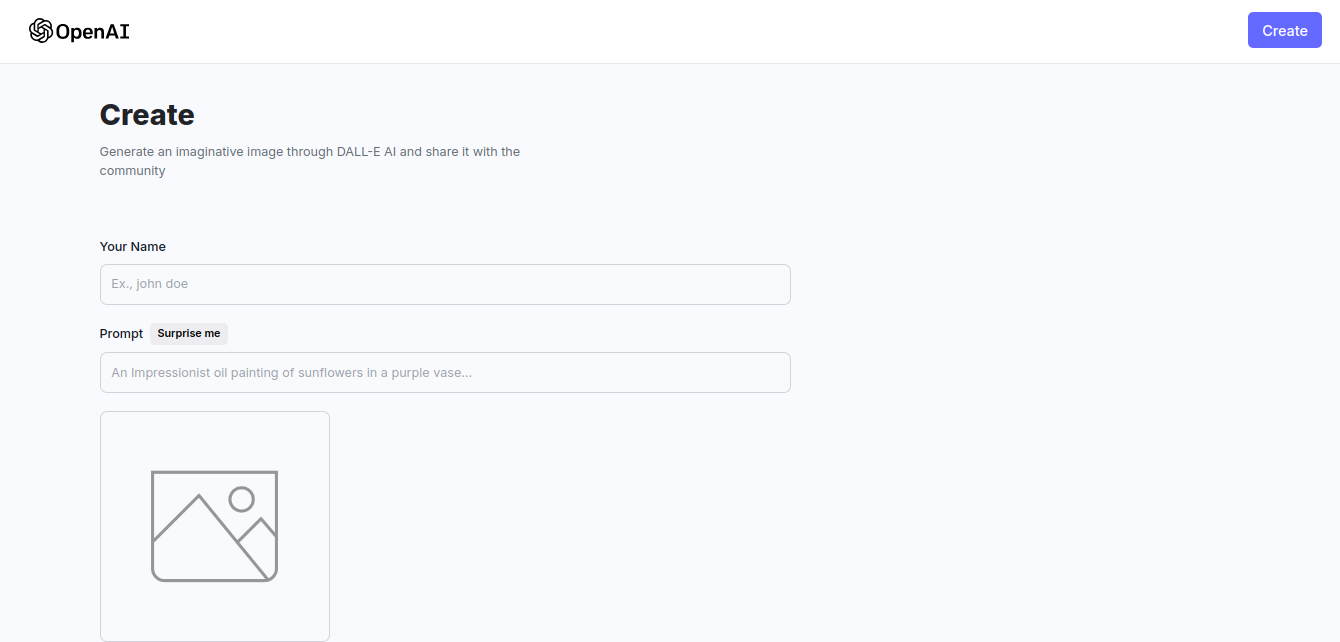 OpenAI
Create
Create
Generate an imaginative image through DALL-E AI and share it with the
community
Your Name
Ex., john doe
Prompt Surprise me
An Impressionist oil painting of sunflowers in a purple vase...